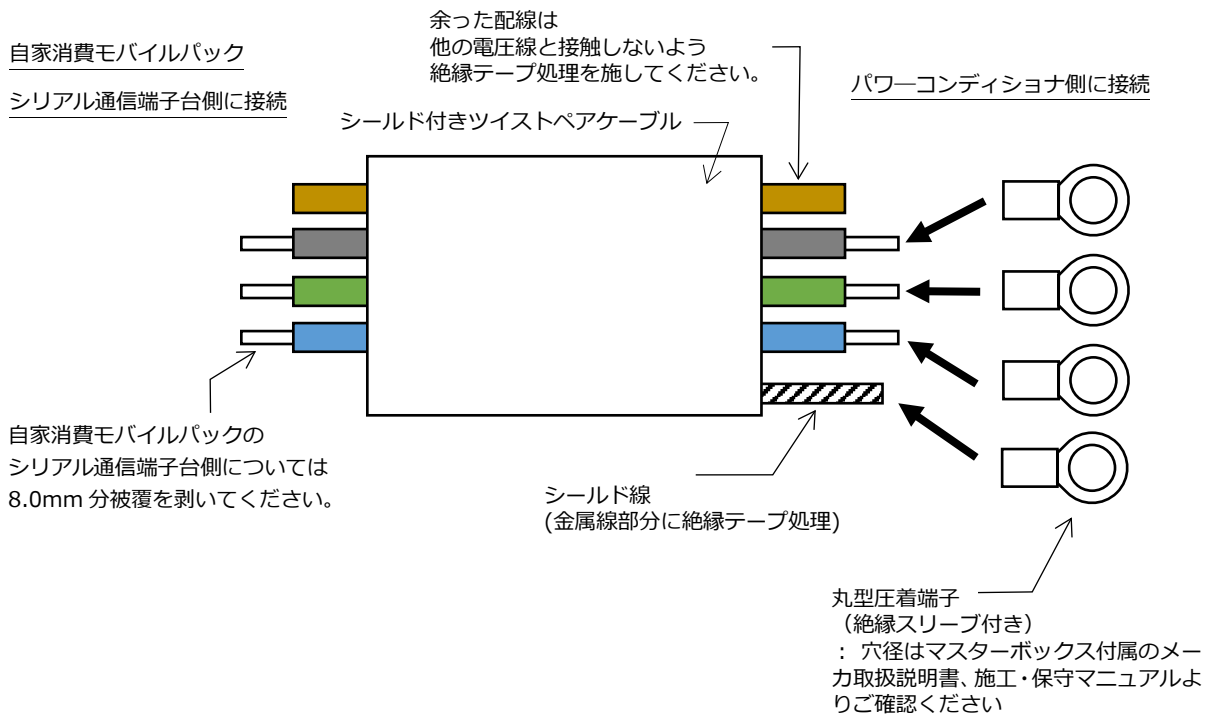 自家消費モバイルパック
シリアル通信端子台側に接続
余った配線は
他の電圧線と接触しないよう
絶縁テープ処理を施してください。
パワーコンディショナ側に接続
シールド付きツイストペアケーブル
自家消費モバイルパックの
シリアル通信端子台側については
8.0mm 分被覆を剥いてください。
シールド線
(金属線部分に絶縁テープ処理)
丸型圧着端子
（絶縁スリーブ付き）
： 穴径はマスターボックス付属のメー
カ取扱説明書、施工・保守マニュアルよ
りご確認ください